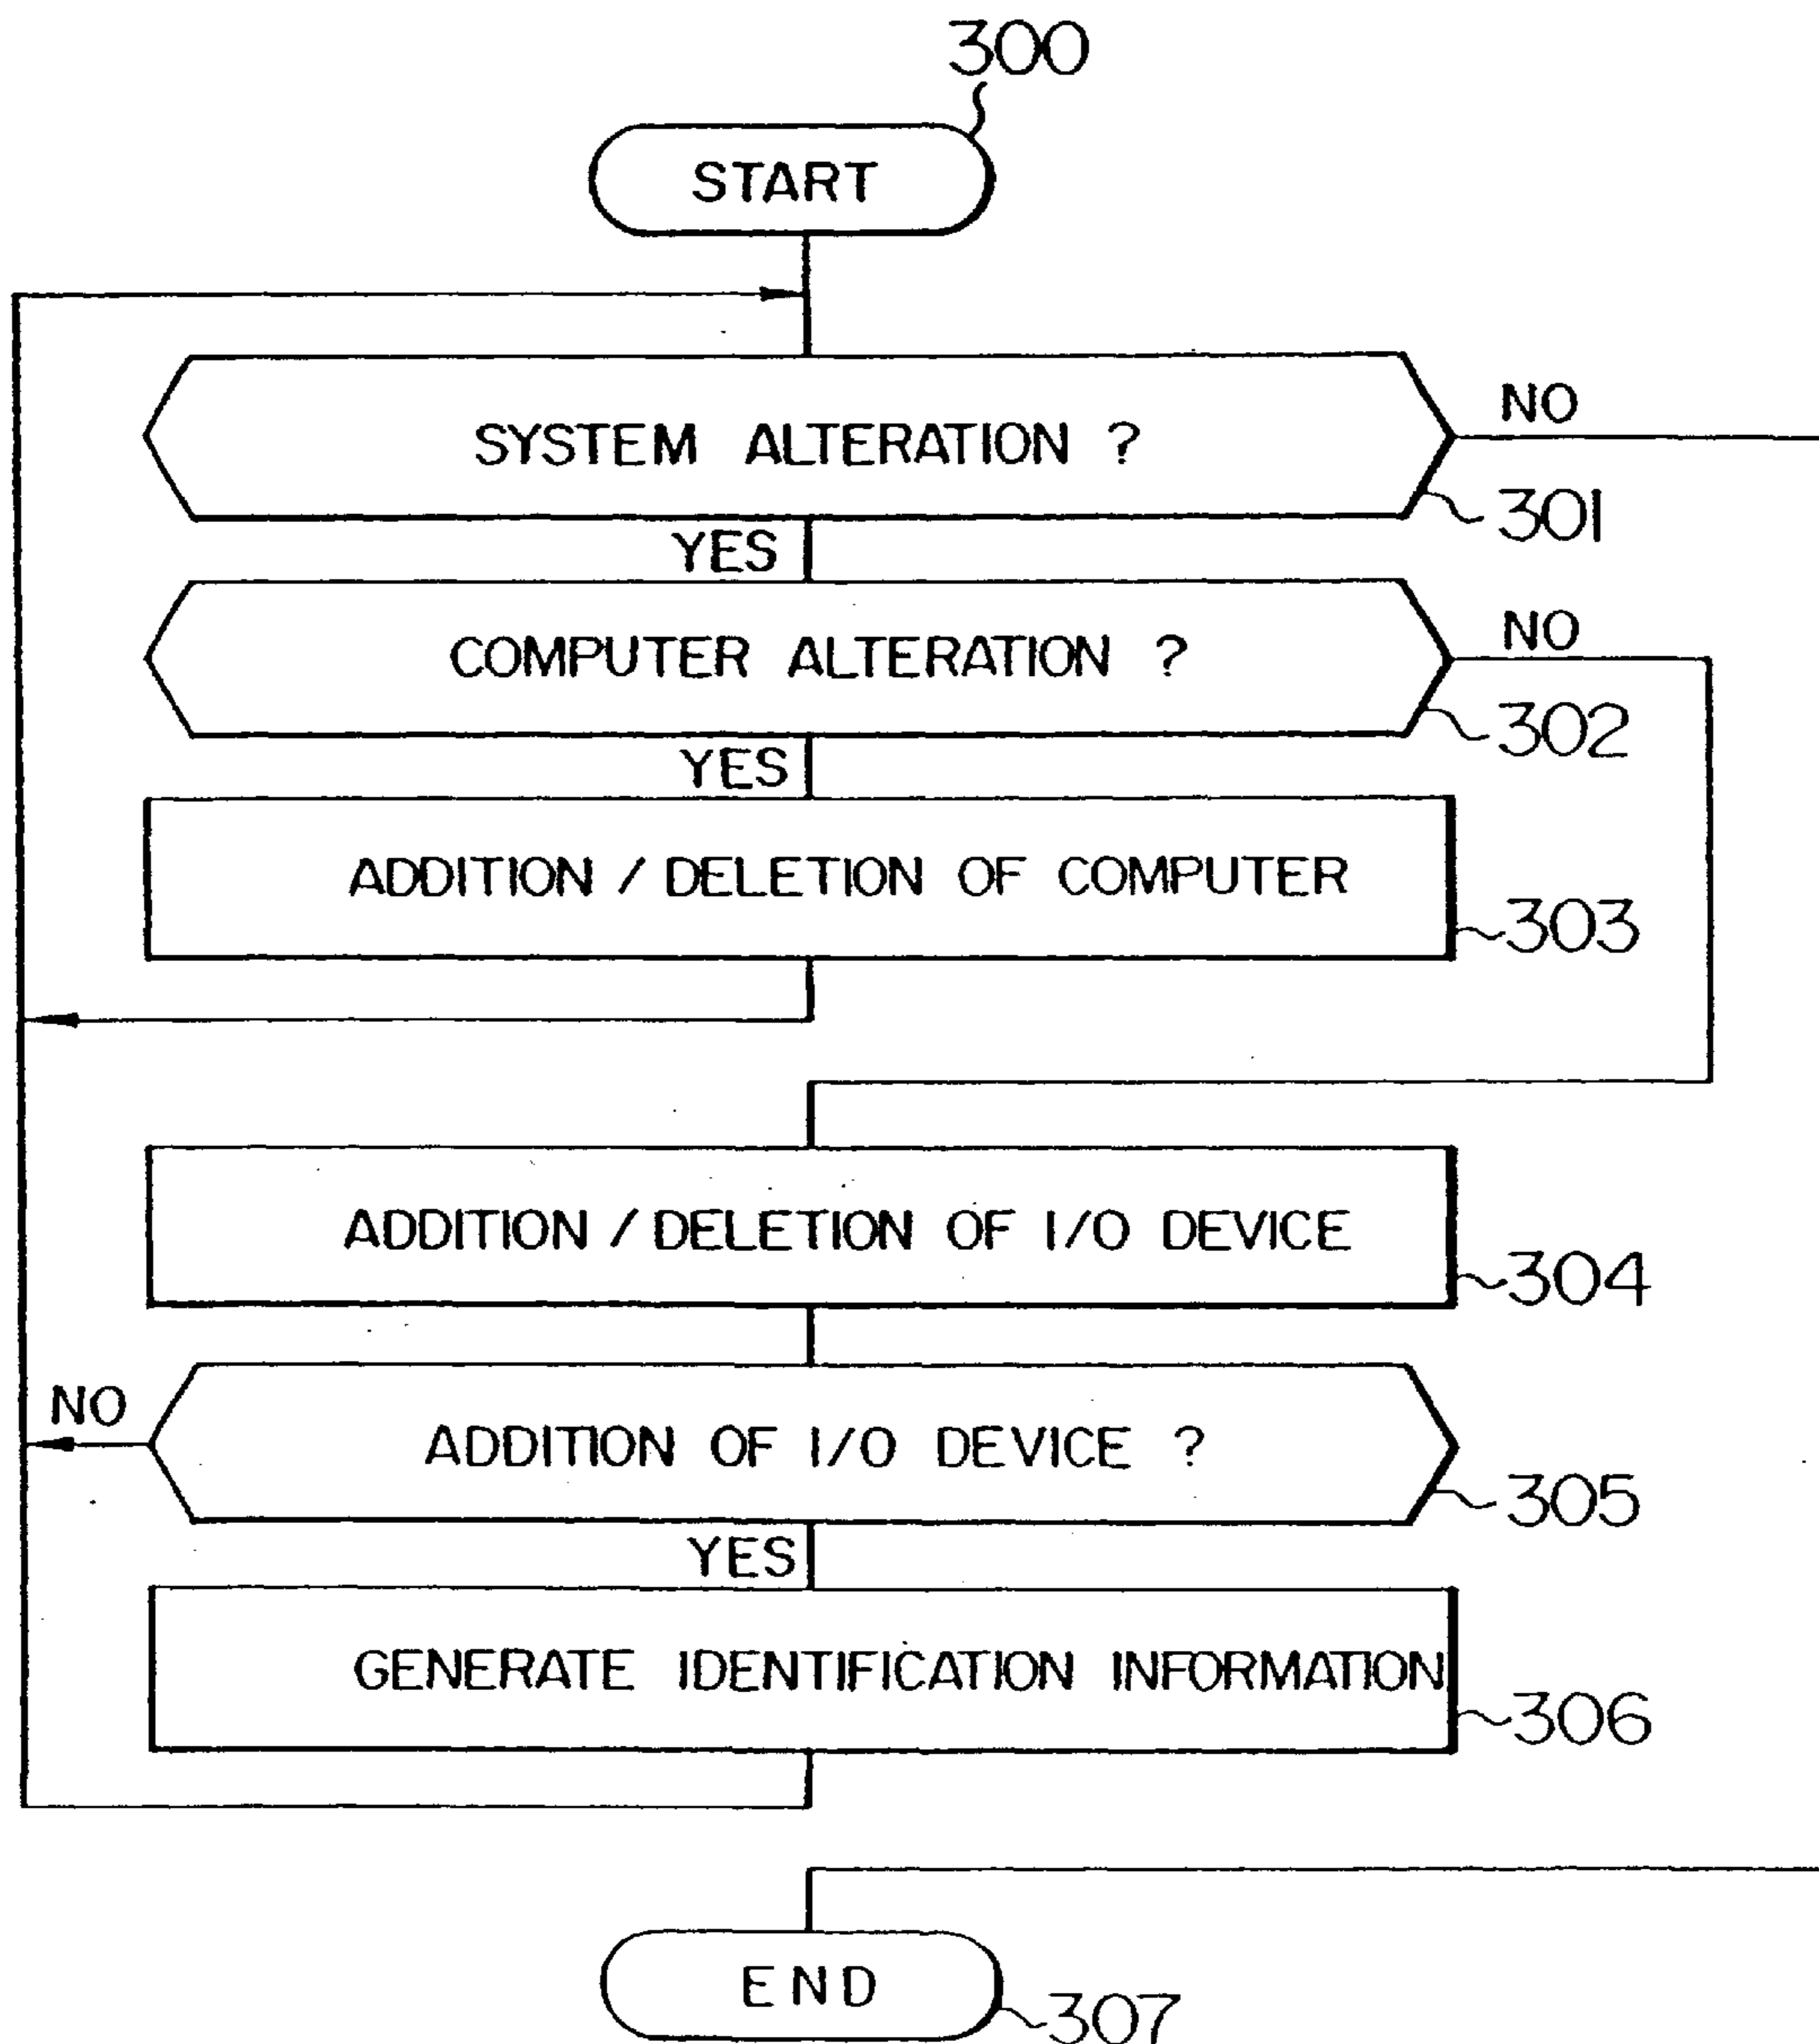 300
START
SYSTEM ALTERATION ?
NO
301
YES
COMPUTER ALTERATION ?
NO
302
YES
ADDITION / DELETION OF COMPUTER
303
ADDITION / DELETION OF I/O DEVICE
304
NO
ADDITION OF I/O DEVICE ?
305
YES
GENERATE IDENTIFICATION INFORMATION
306
END
307